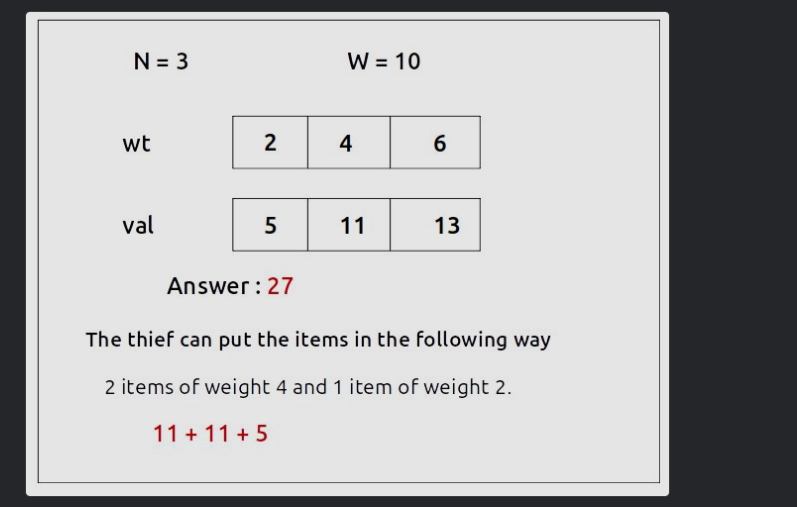 N = 3 W = 10
wt 2 4 6
val 5 11 13
Answer : 27
The thief can put the items in the following way
2 items of weight 4 and 1 item of weight 2.
11 + 11 + 5